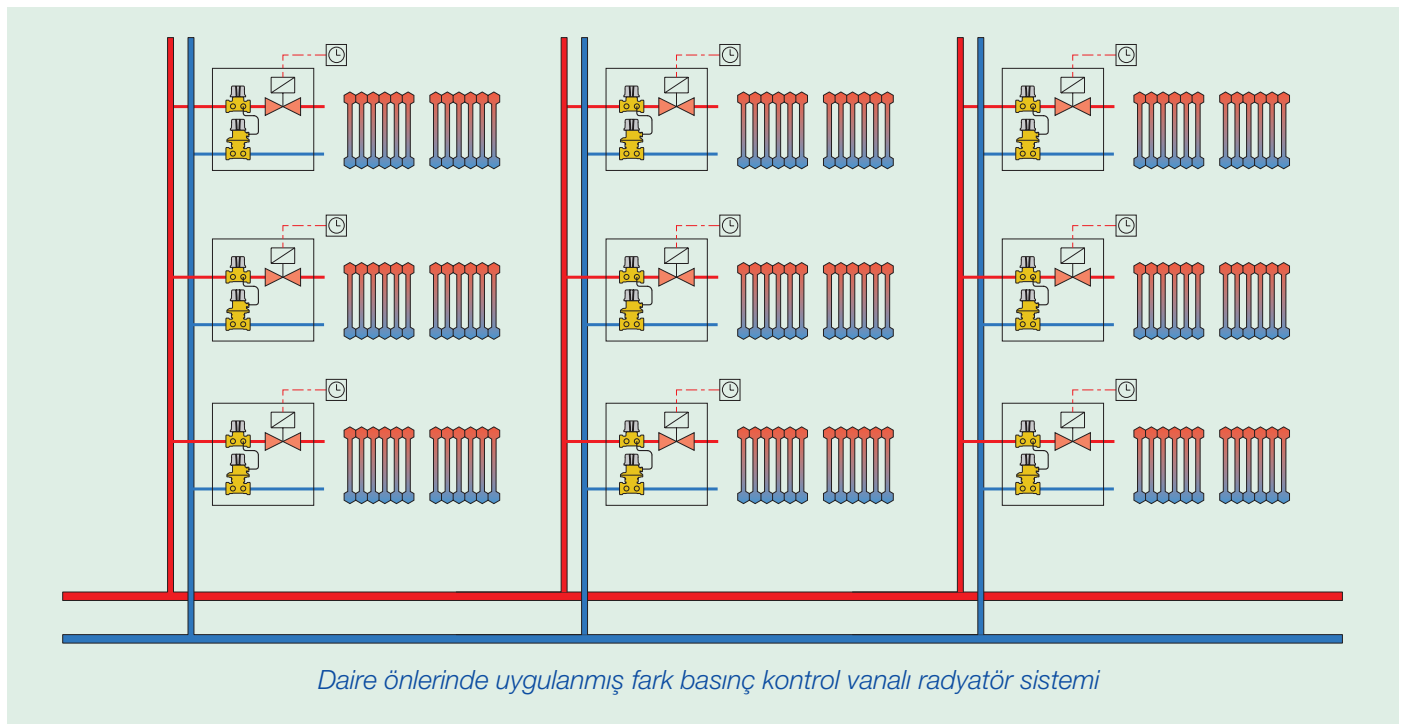 Daire önlerinde uygulanmış fark basınç kontrol vanalı radyatör sistemi